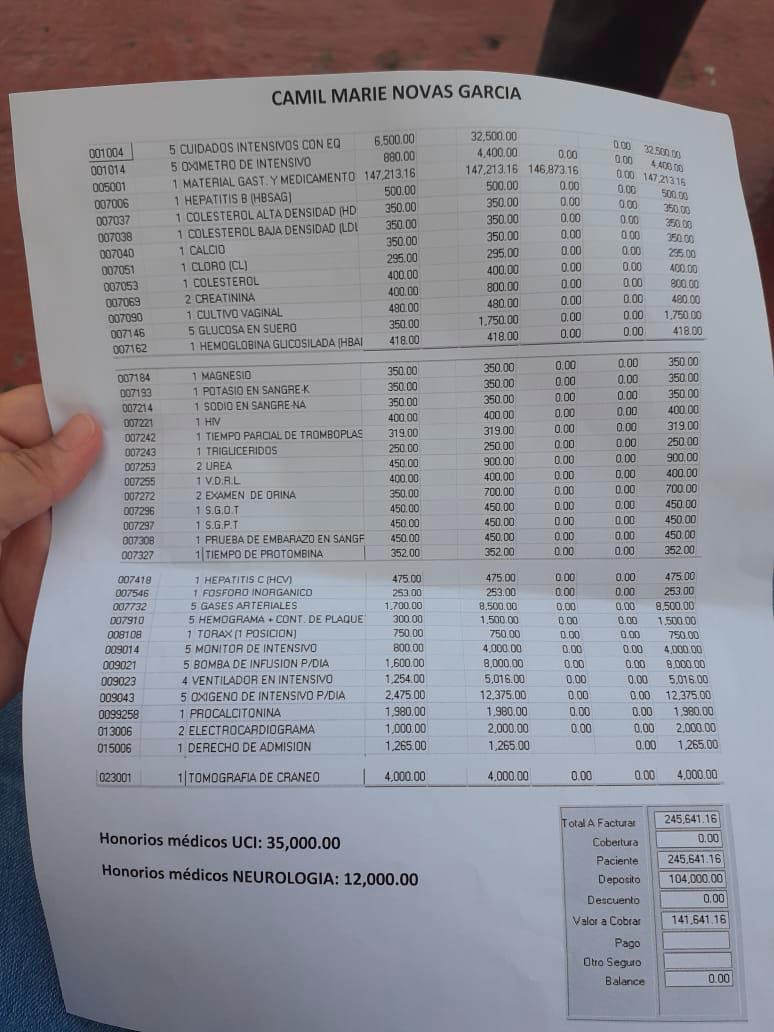 CAMIL MARIE NOVAS GARCIA
001004 5 CUIDADOS INTENSIVOS CON EQ 6,500.00 32,500.00 0.00 32,500.00
001014 5 OXIMETRO DE INTENSIVO 880.00 4,400.00 0.00 0.00 4,400.00
005001 1 MATERIAL GAST. Y MEDICAMENTO 147,213.16 147,213.16 146,873.16 0.00 147,213.16
007006 1 HEPATITIS B (HBSAG) 500.00 500.00 0.00 0.00 500.00
007037 1 COLESTEROL ALTA DENSIDAD (HD 350.00 350.00 0.00 0.00 350.00
007038 1 COLESTEROL BAJA DENSIDAD (LDL 350.00 350.00 0.00 0.00 350.00
007040 1 CALCIO 350.00 350.00 0.00 0.00 350.00
007051 1 CLORO (CL) 295.00 295.00 0.00 0.00 295.00
007053 1 COLESTEROL 400.00 400.00 0.00 0.00 400.00
007069 2 CREATININA 400.00 800.00 0.00 0.00 800.00
007090 1 CULTIVO VAGINAL 480.00 480.00 0.00 0.00 480.00
007146 5 GLUCOSA EN SUERO 350.00 1,750.00 0.00 0.00 1,750.00
007162 1 HEMOGLOBINA GLICOSILADA (HBAI 418.00 418.00 0.00 0.00 418.00
007184 1 MAGNESIO 350.00 350.00 0.00 0.00 350.00
007193 1 POTASIO EN SANGRE-K 350.00 350.00 0.00 0.00 350.00
007214 1 SODIO EN SANGRE-NA 350.00 350.00 0.00 0.00 350.00
007221 1 HIV 400.00 400.00 0.00 0.00 400.00
007242 1 TIEMPO PARCIAL DE TROMBOPLAS 319.00 319.00 0.00 0.00 319.00
007243 1 TRIGLICERIDOS 250.00 250.00 0.00 0.00 250.00
007253 2 UREA 450.00 900.00 0.00 0.00 900.00
007255 1 V.D.R.L 400.00 400.00 0.00 0.00 400.00
007272 2 EXAMEN DE ORINA 350.00 700.00 0.00 0.00 700.00
007296 1 S.G.O.T 450.00 450.00 0.00 0.00 450.00
007297 1 S.G.P.T 450.00 450.00 0.00 0.00 450.00
007308 1 PRUEBA DE EMBARAZO EN SANGF 450.00 450.00 0.00 0.00 450.00
007327 1 TIEMPO DE PROTOMBINA 352.00 352.00 0.00 0.00 352.00
007418 1 HEPATITIS C (HCV) 475.00 475.00 0.00 0.00 475.00
007546 1 FOSFORO INORGANICO 253.00 253.00 0.00 0.00 253.00
007732 5 GASES ARTERIALES 1,700.00 8,500.00 0.00 0.00 8,500.00
007910 5 HEMOGRAMA + CONT. DE PLAQUE 300.00 1,500.00 0.00 0.00 1,500.00
008108 1 TORAX (1 POSICION) 750.00 750.00 0.00 0.00 750.00
009014 5 MONITOR DE INTENSIVO 800.00 4,000.00 0.00 0.00 4,000.00
009021 5 BOMBA DE INFUSION P/DIA 1,600.00 8,000.00 0.00 0.00 8,000.00
009023 4 VENTILADOR EN INTENSIVO 1,254.00 5,016.00 0.00 0.00 5,016.00
009043 5 OXIGENO DE INTENSIVO P/DIA 2,475.00 12,375.00 0.00 0.00 12,375.00
0099258 1 PROCALCITONINA 1,980.00 1,980.00 0.00 0.00 1,980.00
013006 2 ELECTROCARDIOGRAMA 1,000.00 2,000.00 0.00 0.00 2,000.00
015006 1 DERECHO DE ADMISION 1,265.00 1,265.00 0.00 1,265.00
023001 1 TOMOGRAFIA DE CRANEO 4,000.00 4,000.00 0.00 0.00 4,000.00
Honorios médicos UCI: 35,000.00
Honorios médicos NEUROLOGIA: 12,000.00
Total A Facturar 245,641.16
Cobertura 0.00
Paciente 245,641.16
Deposito 104,000.00
Descuento 0.00
Valor a Cobrar 141,641.16
Pago
Otro Seguro
Balance 0.00